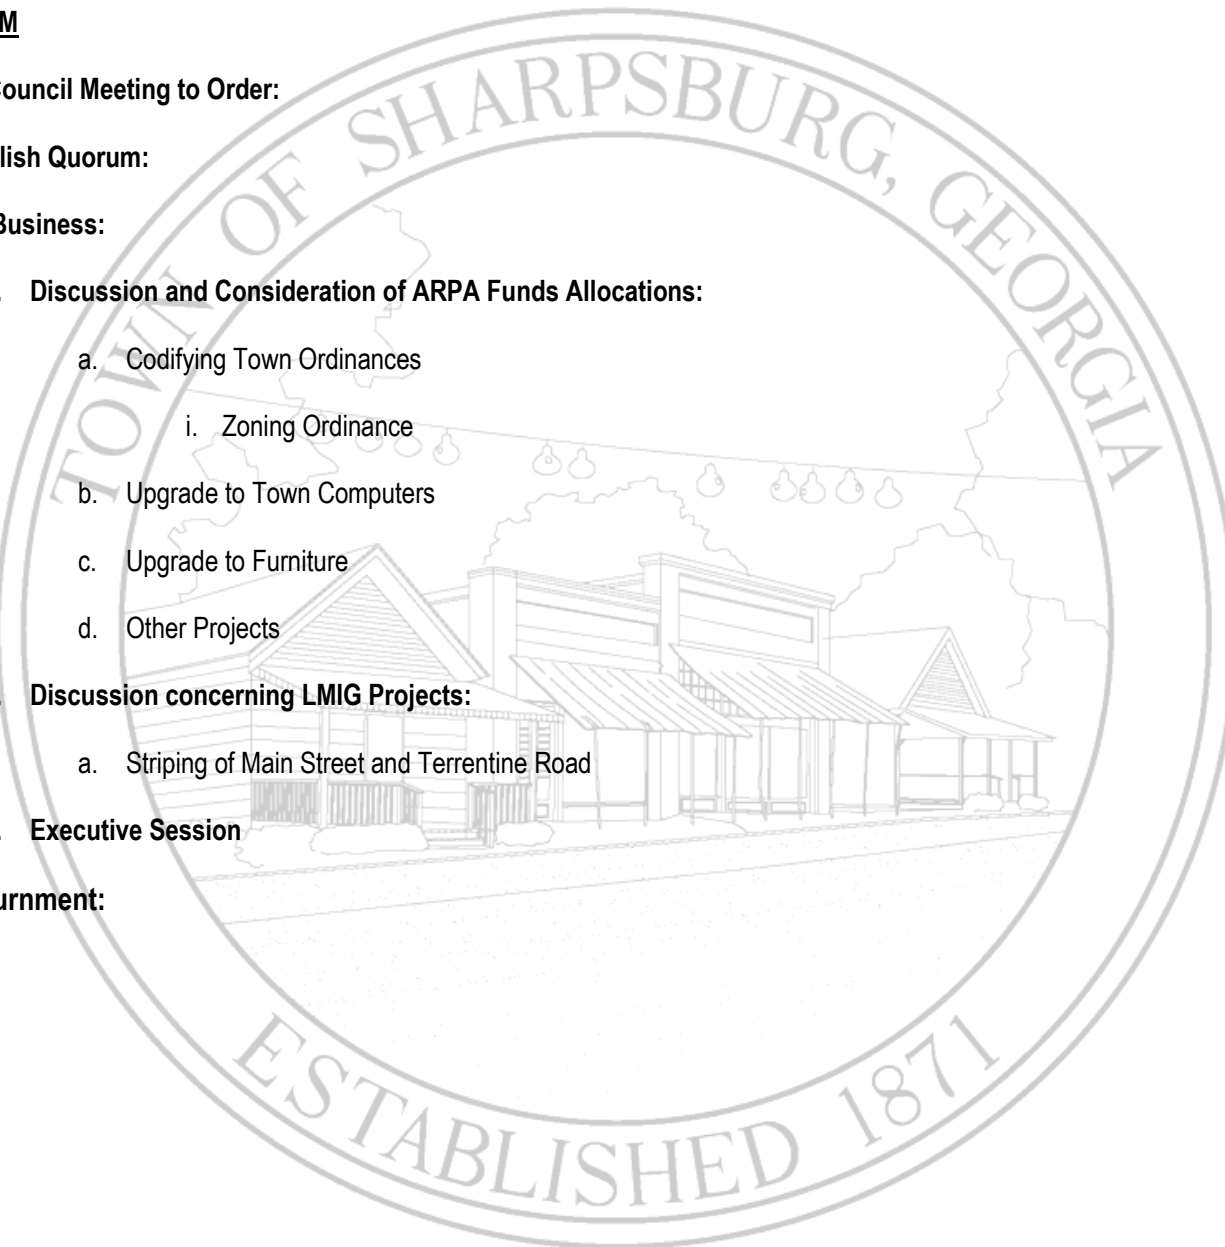 M
Council Meeting to Order:
lish Quorum:
Business:
. Discussion and Consideration of ARPA Funds Allocations:
a. Codifying Town Ordinances
i. Zoning Ordinance
b. Upgrade to Town Computers
c. Upgrade to Furniture
d. Other Projects
. Discussion concerning LMIG Projects:
a. Striping of Main Street and Terrentine Road
. Executive Session
urnment:
TOWN OF SHARPSBURG, GEORGIA
ESTABLISHED 1871